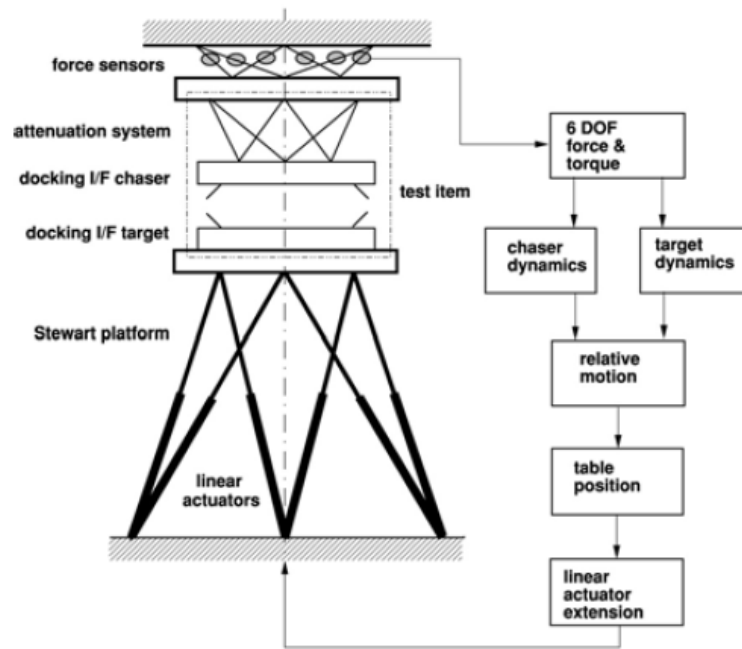 force sensors
attenuation system
docking I/F chaser
test item
docking I/F target
Stewart platform
linear
actuators
6 DOF
force &
torque
chaser
dynamics
target
dynamics
relative
motion
table
position
linear
actuator
extension